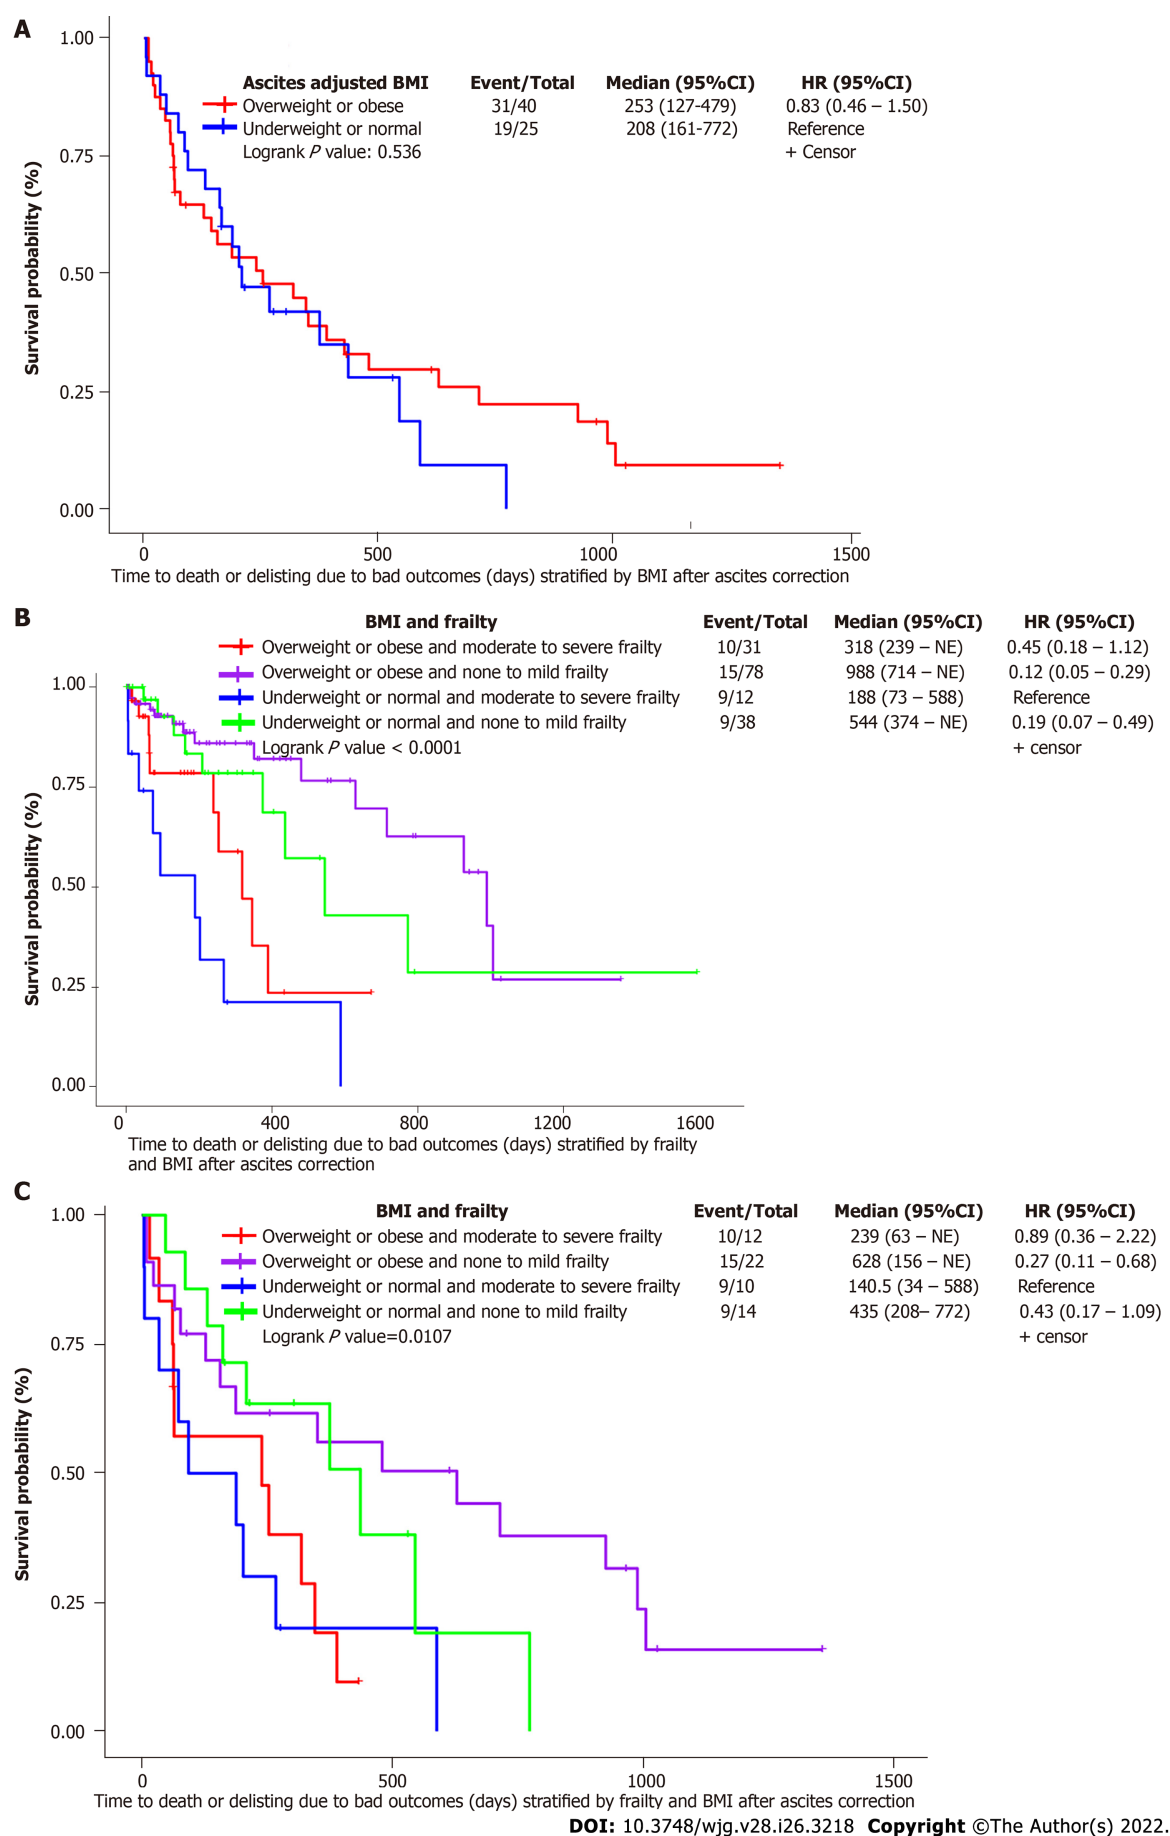 A
1.00
0.75
0.50
0.25
0.00
Survival probability (%)
Ascites adjusted BMI Event/Total Median (95%CI) HR (95%CI)
Overweight or obese 31/40 253 (127-479) 0.83 (0.46 – 1.50)
Underweight or normal 19/25 208 (161-772) Reference
Logrank P value: 0.536 + Censor
0 500 1000 1500
Time to death or delisting due to bad outcomes (days) stratified by BMI after ascites correction
B
BMI and frailty Event/Total Median (95%CI) HR (95%CI)
Overweight or obese and moderate to severe frailty 10/31 318 (239 – NE) 0.45 (0.18 – 1.12)
Overweight or obese and none to mild frailty 15/78 988 (714 – NE) 0.12 (0.05 – 0.29)
Underweight or normal and moderate to severe frailty 9/12 188 (73 – 588) Reference
Underweight or normal and none to mild frailty 9/38 544 (374 – NE) 0.19 (0.07 – 0.49)
Logrank P value < 0.0001 + censor
1.00
0.75
0.50
0.25
0.00
Survival probability (%)
0 400 800 1200 1600
Time to death or delisting due to bad outcomes (days) stratified by frailty
and BMI after ascites correction
C
BMI and frailty Event/Total Median (95%CI) HR (95%CI)
Overweight or obese and moderate to severe frailty 10/12 239 (63 – NE) 0.89 (0.36 – 2.22)
Overweight or obese and none to mild frailty 15/22 628 (156 – NE) 0.27 (0.11 – 0.68)
Underweight or normal and moderate to severe frailty 9/10 140.5 (34 – 588) Reference
Underweight or normal and none to mild frailty 9/14 435 (208– 772) 0.43 (0.17 – 1.09)
Logrank P value=0.0107 + censor
1.00
0.75
0.50
0.25
0.00
Survival probability (%)
0 500 1000 1500
Time to death or delisting due to bad outcomes (days) stratified by frailty and BMI after ascites correction
DOI: 10.3748/wjg.v28.i26.3218 Copyright ©The Author(s) 2022.